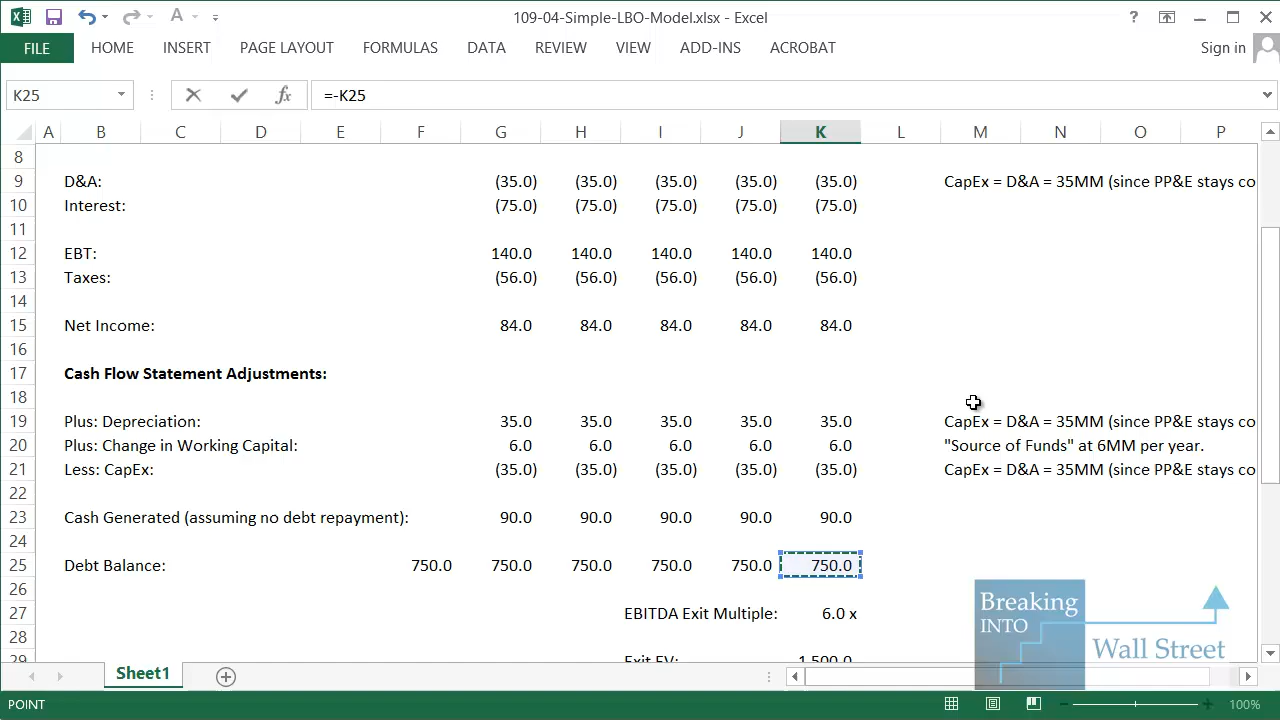 109-04-Simple-LBO-Model.xlsx - Excel
FILE HOME INSERT PAGE LAYOUT FORMULAS DATA REVIEW VIEW ADD-INS ACROBAT Sign in
K25 =-K25
A B C D E F G H I J K L M N O P
8
9 D&A: (35.0) (35.0) (35.0) (35.0) (35.0) CapEx = D&A = 35MM (since PP&E stays co
10 Interest: (75.0) (75.0) (75.0) (75.0) (75.0)
11
12 EBT: 140.0 140.0 140.0 140.0 140.0
13 Taxes: (56.0) (56.0) (56.0) (56.0) (56.0)
14
15 Net Income: 84.0 84.0 84.0 84.0 84.0
16
17 Cash Flow Statement Adjustments:
18
19 Plus: Depreciation: 35.0 35.0 35.0 35.0 35.0 CapEx = D&A = 35MM (since PP&E stays co
20 Plus: Change in Working Capital: 6.0 6.0 6.0 6.0 6.0 "Source of Funds" at 6MM per year.
21 Less: CapEx: (35.0) (35.0) (35.0) (35.0) (35.0) CapEx = D&A = 35MM (since PP&E stays co
22
23 Cash Generated (assuming no debt repayment): 90.0 90.0 90.0 90.0 90.0
24
25 Debt Balance: 750.0 750.0 750.0 750.0 750.0 750.0
26
27 EBITDA Exit Multiple: 6.0 x
28
29 Exit EV: 1,500.0
Breaking
INTO
Wall Street
Sheet1
POINT 100%